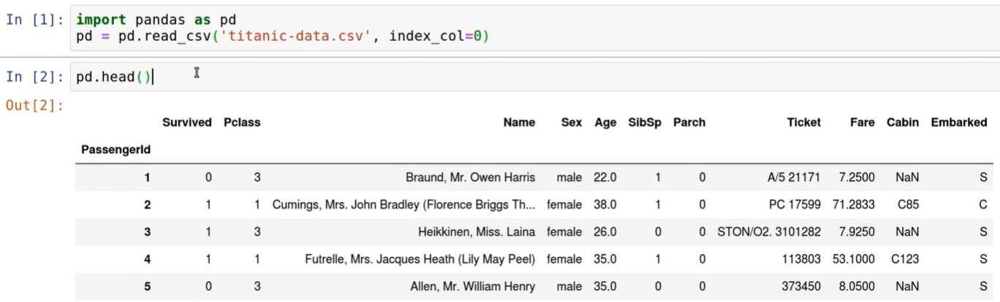 In [1]: import pandas as pd
pd = pd.read_csv('titanic-data.csv', index_col=0)
In [2]: pd.head()
Out[2]:
Survived Pclass Name Sex Age SibSp Parch Ticket Fare Cabin Embarked
PassengerId
1 0 3 Braund, Mr. Owen Harris male 22.0 1 0 A/5 21171 7.2500 NaN S
2 1 1 Cumings, Mrs. John Bradley (Florence Briggs Th... female 38.0 1 0 PC 17599 71.2833 C85 C
3 1 3 Heikkinen, Miss. Laina female 26.0 0 0 STON/O2. 3101282 7.9250 NaN S
4 1 1 Futrelle, Mrs. Jacques Heath (Lily May Peel) female 35.0 1 0 113803 53.1000 C123 S
5 0 3 Allen, Mr. William Henry male 35.0 0 0 373450 8.0500 NaN S